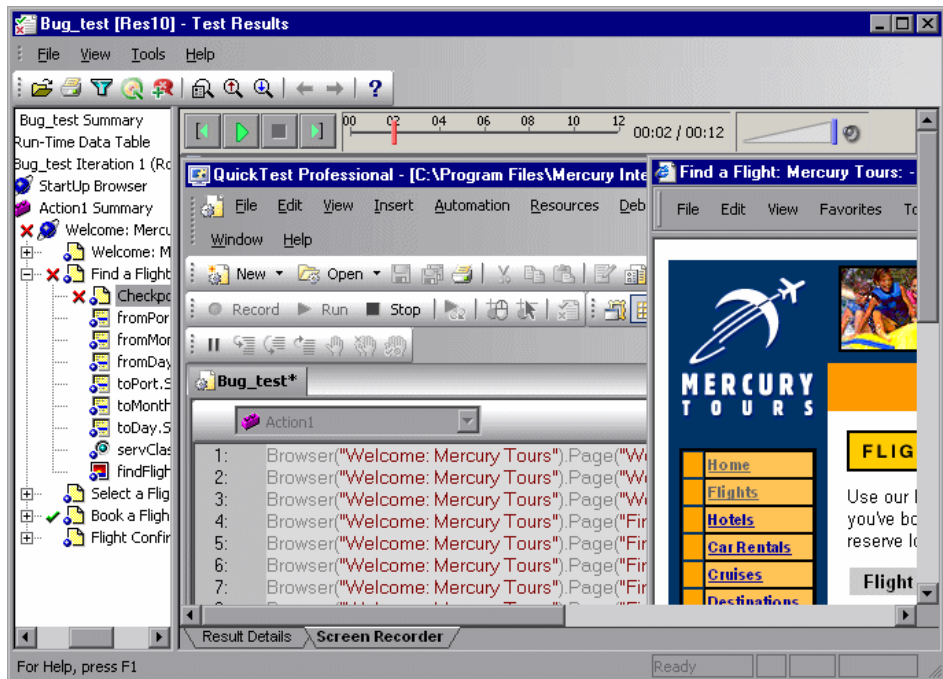 Bug_test [Res10] - Test Results
File View Tools Help
Bug_test Summary
Run-Time Data Table
Bug_test Iteration 1 (Ro
StartUp Browser
Action1 Summary
Welcome: Mercu
Welcome: M
Find a Flight
Checkpo
fromPor
fromMor
fromDay
toPort.S
toMonth
toDay.S
servClas
findFligh
Select a Flig
Book a Fligh
Flight Confir
00 02 04 06 08 10 12
00:02 / 00:12
QuickTest Professional - [C:\Program Files\Mercury Inte
File Edit View Insert Automation Resources Deb
Window Help
New Open
Record Run Stop
Bug_test*
Action1
1: Browser("Welcome: Mercury Tours").Page("We
2: Browser("Welcome: Mercury Tours").Page("We
3: Browser("Welcome: Mercury Tours").Page("We
4: Browser("Welcome: Mercury Tours").Page("Fir
5: Browser("Welcome: Mercury Tours").Page("Fir
6: Browser("Welcome: Mercury Tours").Page("Fir
7: Browser("Welcome: Mercury Tours").Page("Fir
Find a Flight: Mercury Tours: -
File Edit View Favorites To
MERCURY
TOURS
Home
Flights
Hotels
Car Rentals
Cruises
Destinations
FLIG
Use our
you've bo
reserve lo
Flight
Result Details Screen Recorder
For Help, press F1
Ready